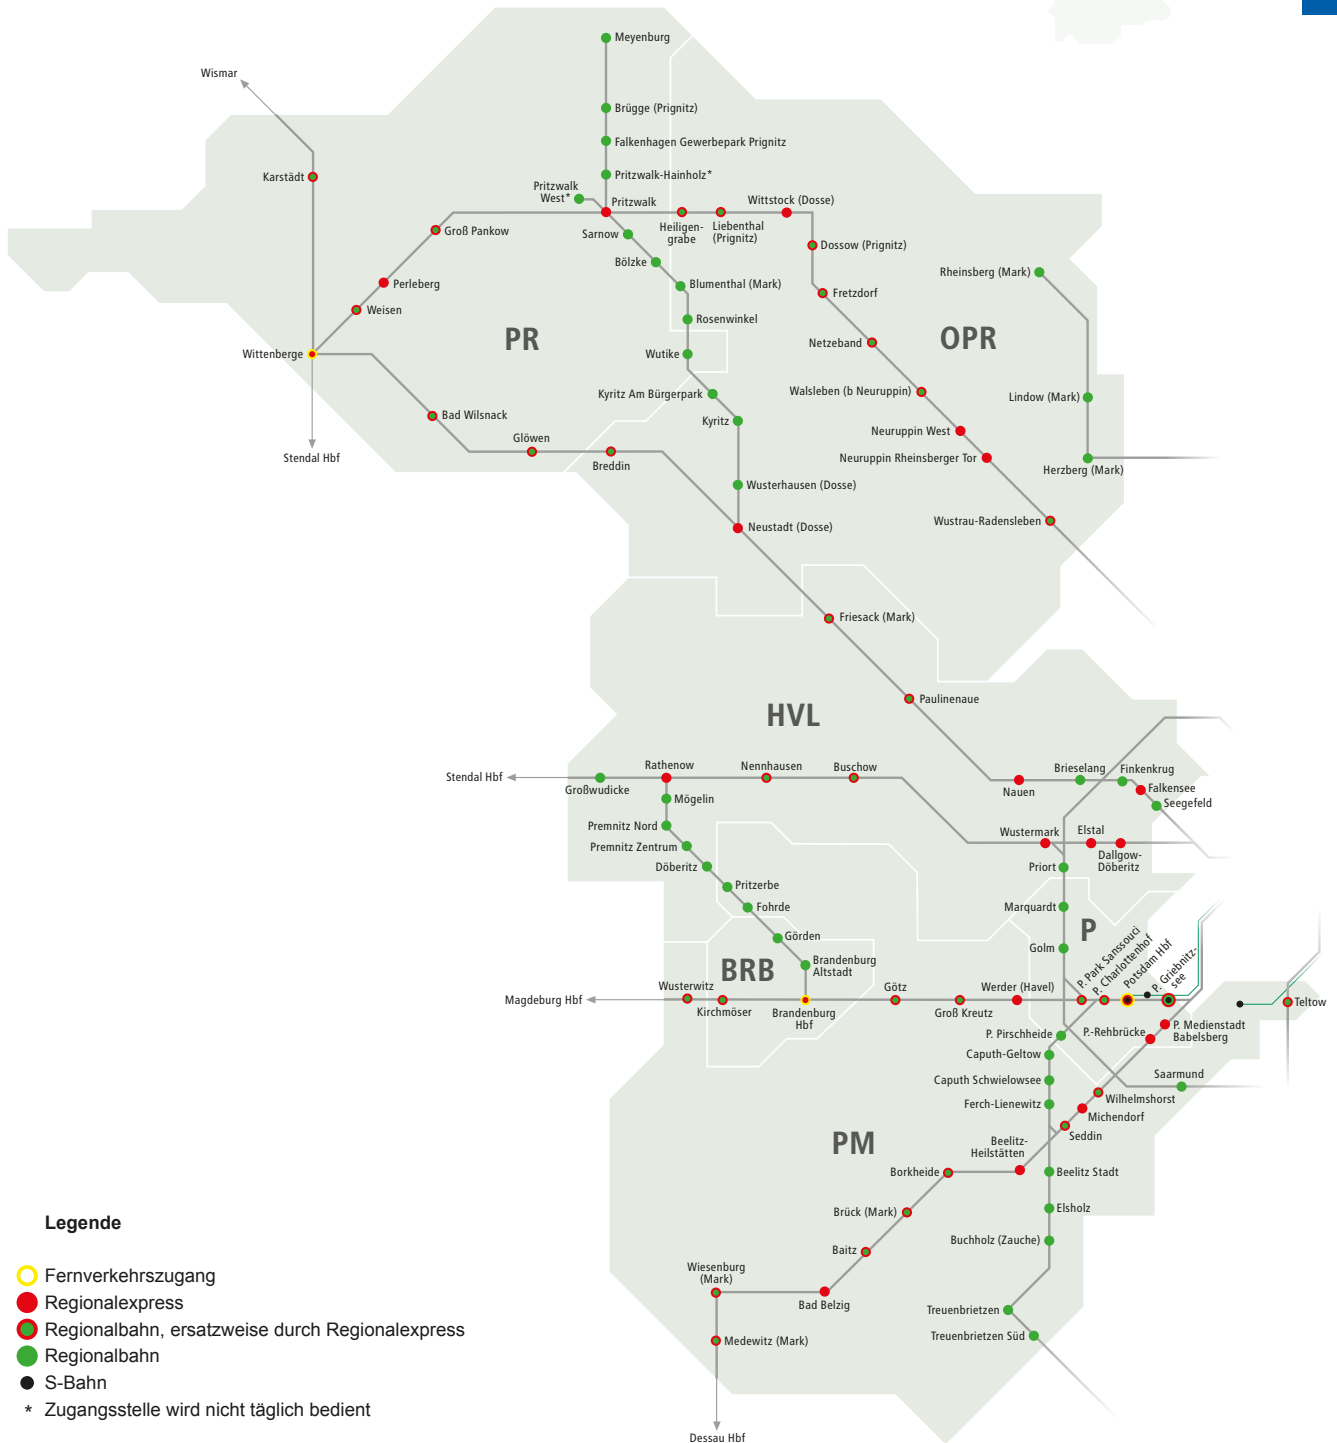 Meyenburg
Wismar
Brügge (Prignitz)
Falkenhagen Gewerbepark Prignitz
Karstädt
Pritzwalk-Hainholz*
Pritzwalk
West*
Pritzwalk
Wittstock (Dosse)
Groß Pankow
Sarnow
Heiligen-
grabe
Liebenthal
(Prignitz)
Dossow (Prignitz)
Bölzke
Rheinsberg (Mark)
Perleberg
Blumenthal (Mark)
Fretzdorf
Weisen
Rosenwinkel
PR
OPR
Netzeband
Wittenberge
Wutike
Kyritz Am Bürgerpark
Walsleben (b Neuruppin)
Lindow (Mark)
Bad Wilsnack
Kyritz
Neuruppin West
Glöwen
Stendal Hbf
Breddin
Neuruppin Rheinsberger Tor
Herzberg (Mark)
Wusterhausen (Dosse)
Neustadt (Dosse)
Wustrau-Radensleben
Friesack (Mark)
Paulinenaue
HVL
Stendal Hbf
Großwudicke
Rathenow
Nennhausen
Buschow
Nauen
Brieselang
Finkenkrug
Falkensee
Seegefeld
Mögelin
Premnitz Nord
Premnitz Zentrum
Wustermark
Elstal
Dallgow-
Döberitz
Döberitz
Priort
Pritzerbe
Fohrde
Marquardt
P
Görden
Golm
BRB
Brandenburg
Altstadt
P. Park Sanssouci
P. Charlottenhof
Potsdam Hbf
P. Griebnitz-
see
Magdeburg Hbf
Wusterwitz
Kirchmöser
Brandenburg
Hbf
Götz
Groß Kreutz
Werder (Havel)
Teltow
P. Pirschheide
P.-Rehbrücke
P. Medienstadt
Babelsberg
Caputh-Geltow
Caputh Schwielowsee
Saarmund
Ferch-Lienewitz
Wilhelmshorst
Michendorf
Seddin
PM
Beelitz-
Heilstätten
Borkheide
Beelitz Stadt
Brück (Mark)
Elsholz
Baitz
Buchholz (Zauche)
Wiesenburg
(Mark)
Bad Belzig
Treuenbrietzen
Medewitz (Mark)
Treuenbrietzen Süd
Dessau Hbf
Legende
Fernverkehrszugang
Regionalexpress
Regionalbahn, ersatzweise durch Regionalexpress
Regionalbahn
S-Bahn
* Zugangsstelle wird nicht täglich bedient